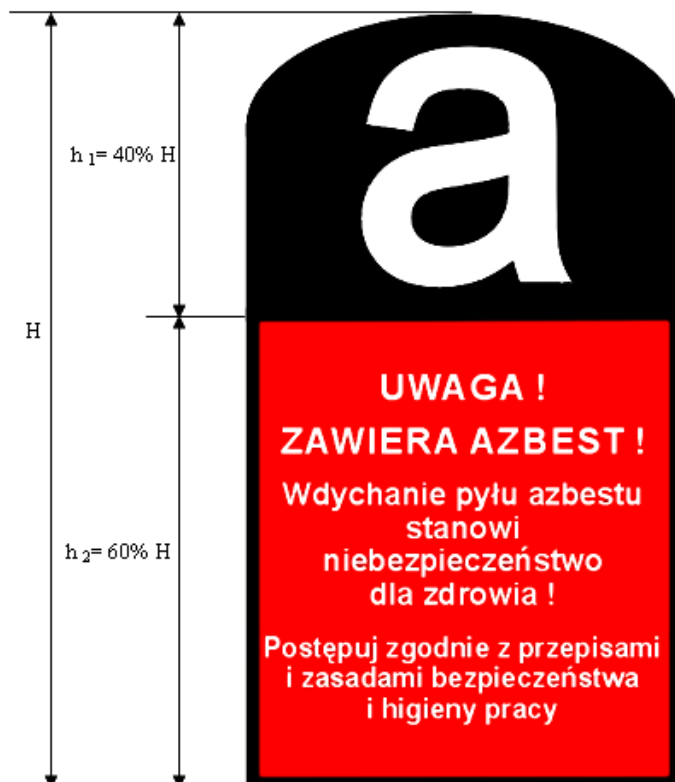 a
h 1= 40% H
H
h 2= 60% H
UWAGA !
ZAWIERA AZBEST !
Wdychanie pyłu azbestu
stanowi
niebezpieczeństwo
dla zdrowia !
Postępuj zgodnie z przepisami
i zasadami bezpieczeństwa
i higieny pracy